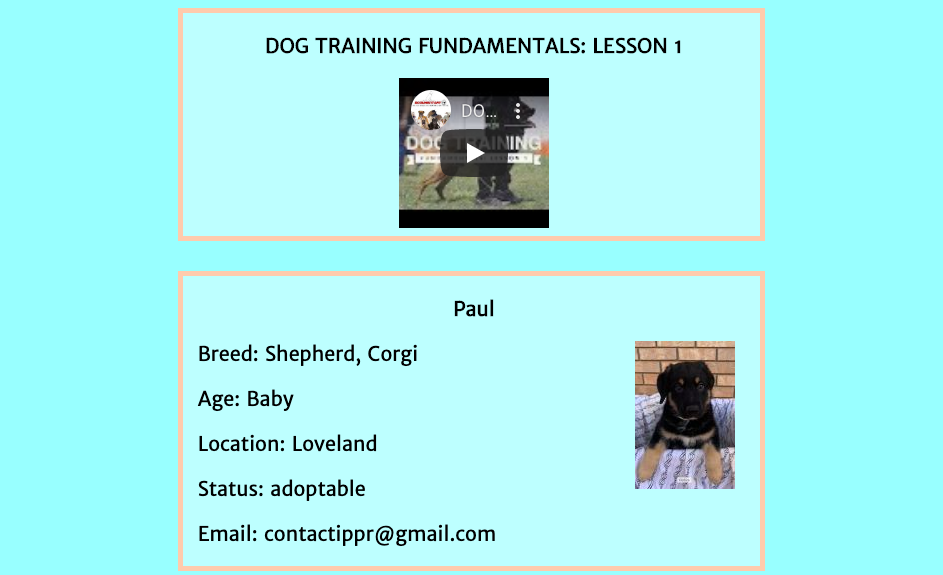 DOG TRAINING FUNDAMENTALS: LESSON 1
DO...
DOG TRAINING
Paul
Breed: Shepherd, Corgi
Age: Baby
Location: Loveland
Status: adoptable
Email: contactippr@gmail.com